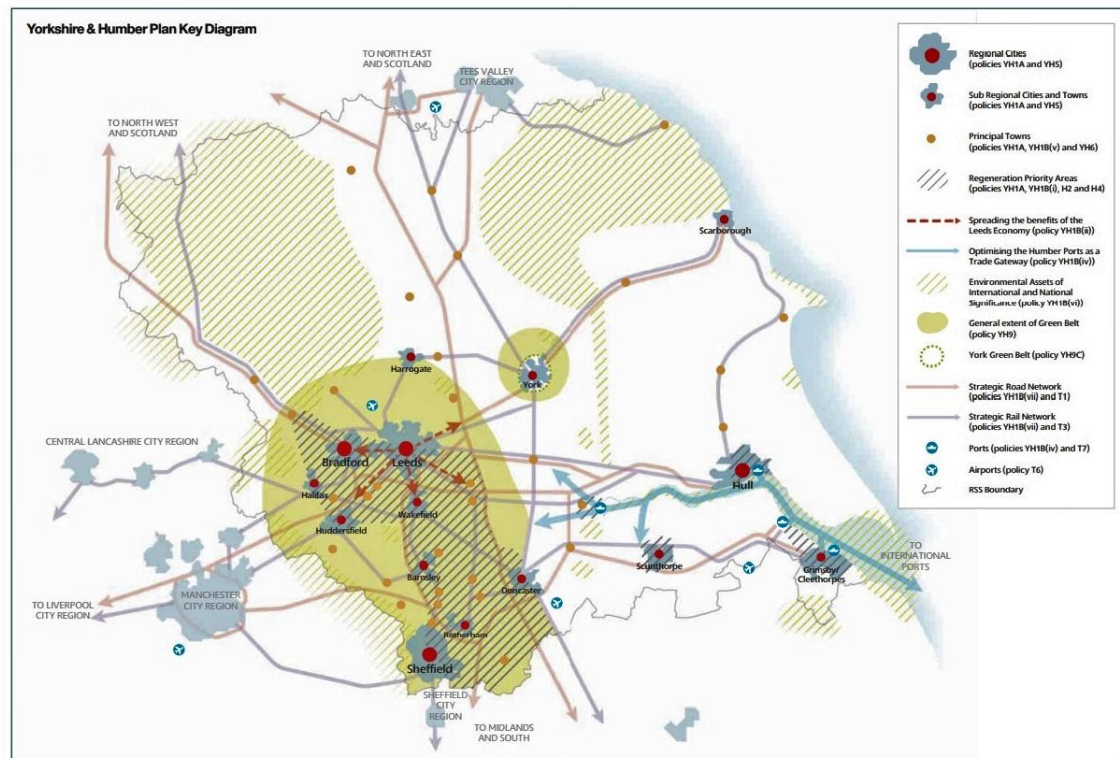 Yorkshire & Humber Plan Key Diagram
TO NORTH EAST
AND SCOTLAND
TEES VALLEY
CITY REGION
TO NORTH WEST
AND SCOTLAND
Scarborough
Harrogate
York
CENTRAL LANCASHIRE CITY REGION
Bradford
Leeds
Hull
Halifax
Wakefield
Huddersfield
TO
INTERNATIONAL
PORTS
Scunthorpe
Grimsby/
Cleethorpes
Barnsley
Doncaster
MANCHESTER
CITY REGION
TO LIVERPOOL
CITY REGION
Rotherham
Sheffield
SHEFFIELD
CITY
REGION
TO MIDLANDS
AND SOUTH
Regional Cities
(policies YH1A and YH5)
Sub Regional Cities and Towns
(policies YH1A and YH5)
Principal Towns
(policies YH1A, YH1B(v) and YH6)
Regeneration Priority Areas
(policies YH1A, YH1B(i), H2 and H4)
Spreading the benefits of the
Leeds Economy (policy YH1B(ii))
Optimising the Humber Ports as a
Trade Gateway (policy YH1B(iv))
Environmental Assets of
International and National
Significance (policy YH1B(vi))
General extent of Green Belt
(policy YH9)
York Green Belt (policy YH9C)
Strategic Road Network
(policies YH1B(vii) and T1)
Strategic Rail Network
(policies YH1B(vii) and T3)
Ports (policies YH1B(iv) and T7)
Airports (policy T6)
RSS Boundary